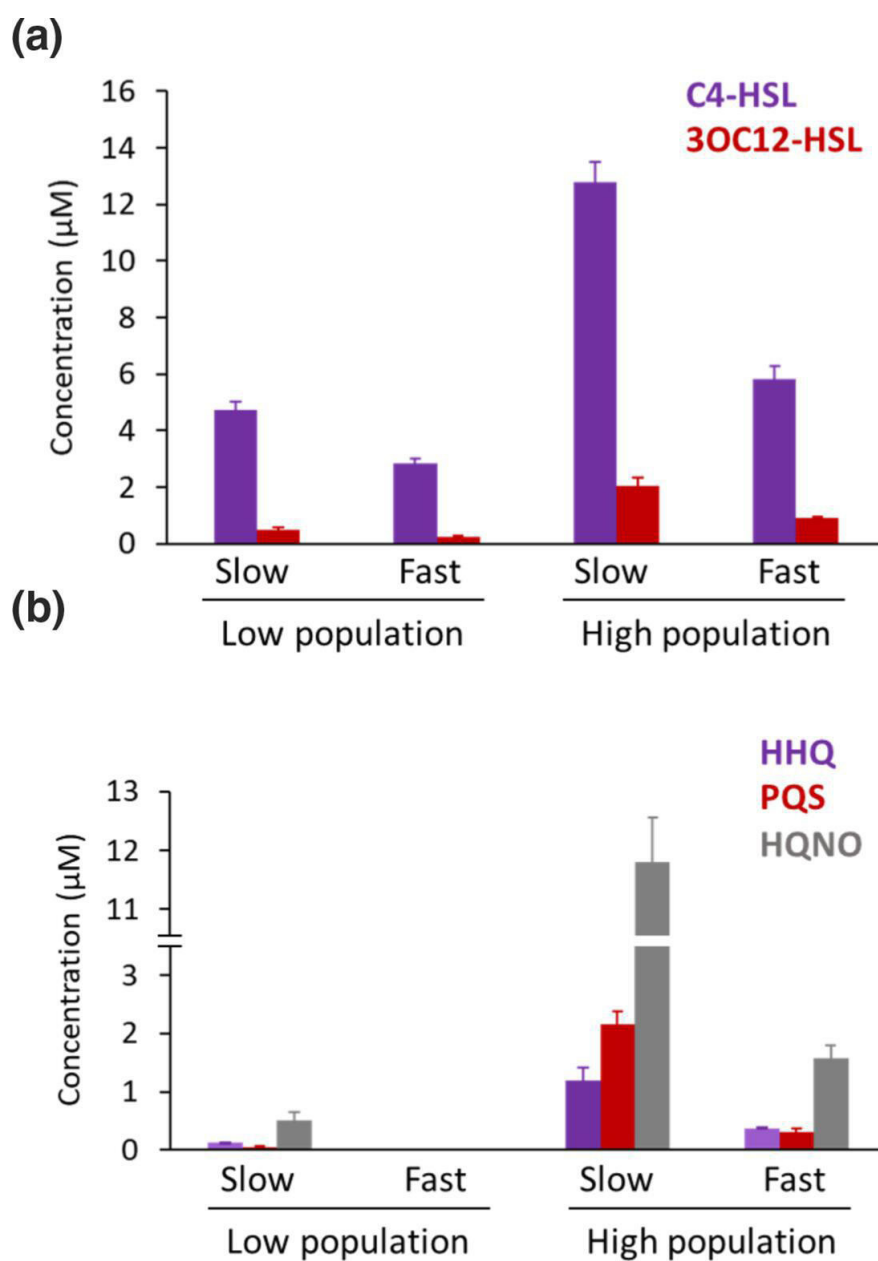 (a)
C4-HSL
3OC12-HSL
Concentration (µM)
16
14
12
10
8
6
4
2
0
Slow Fast Slow Fast
Low population High population
(b)
HHQ
PQS
HQNO
Concentration (µM)
13
12
11
3
2
1
0
Slow Fast Slow Fast
Low population High population